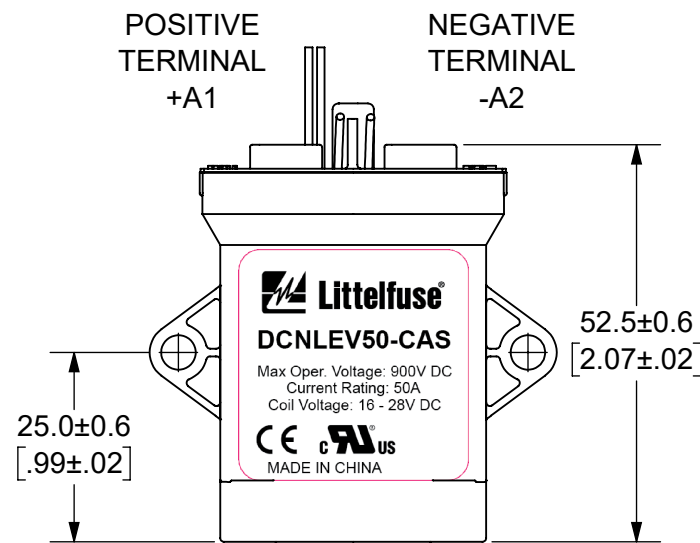 POSITIVE
TERMINAL
+A1
NEGATIVE
TERMINAL
-A2
Littelfuse®
DCNLEV50-CAS
Max Oper. Voltage: 900V DC
Current Rating: 50A
Coil Voltage: 16 - 28V DC
CE c RU® US
MADE IN CHINA
52.5±0.6
[2.07±.02]
25.0±0.6
[.99±.02]